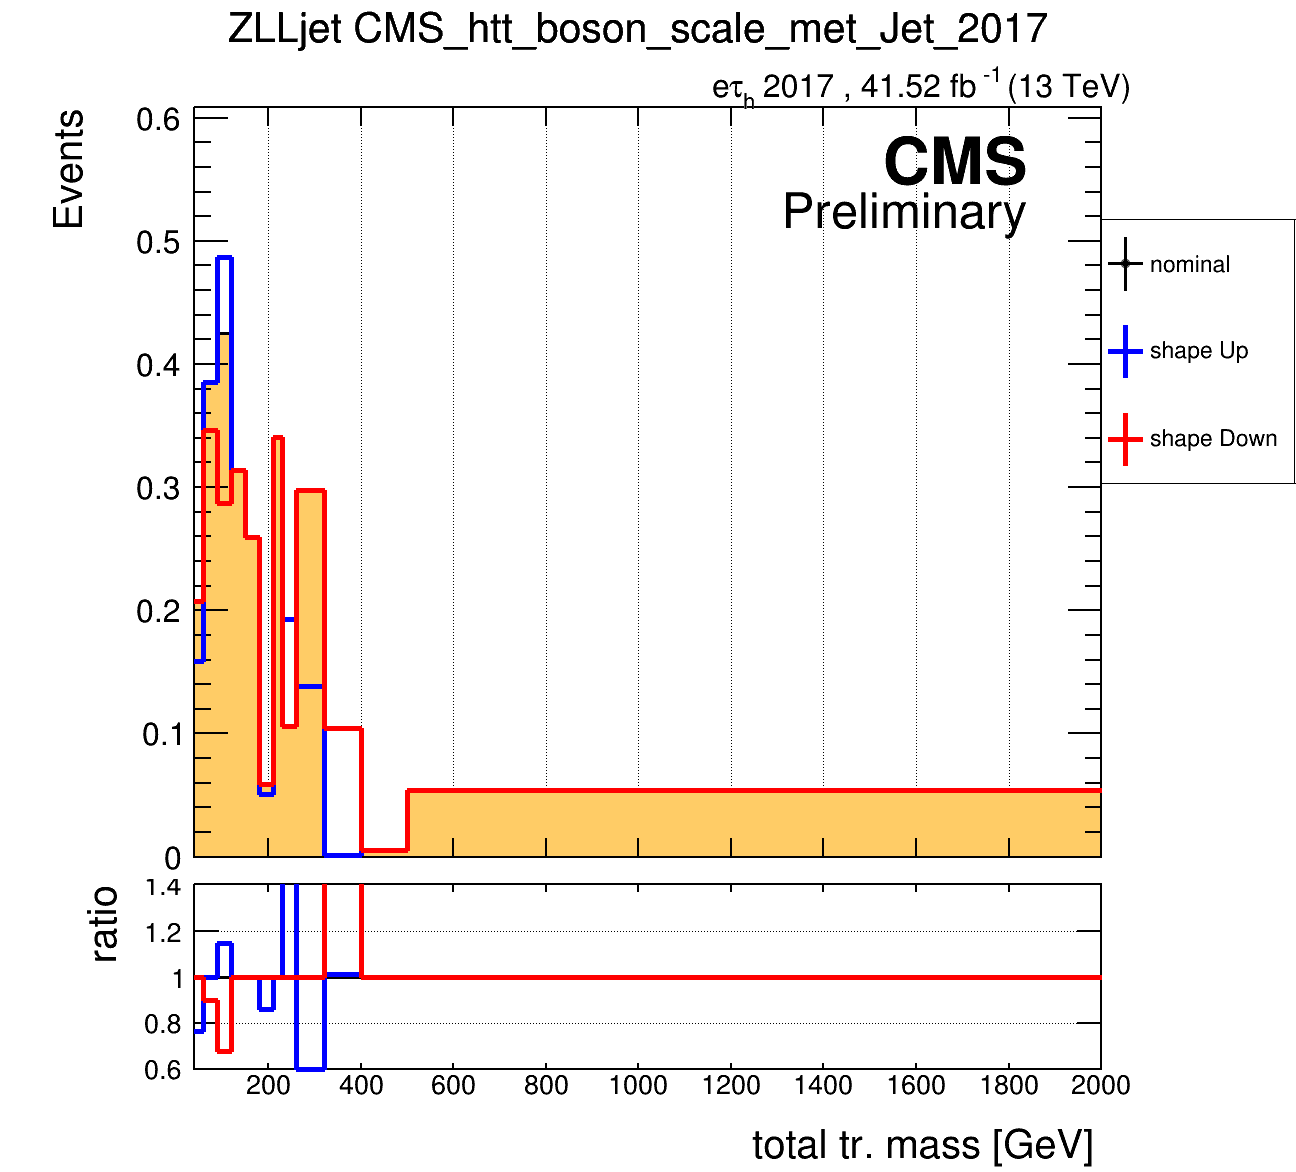 ZLLjet CMS_htt_boson_scale_met_Jet_2017
eτh 2017 , 41.52 fb -1 (13 TeV)
Events
0.6
0.5
0.4
0.3
0.2
0.1
0
CMS
Preliminary
nominal
shape Up
shape Down
ratio
1.4
1.2
1
0.8
0.6
200 400 600 800 1000 1200 1400 1600 1800 2000
total tr. mass [GeV]